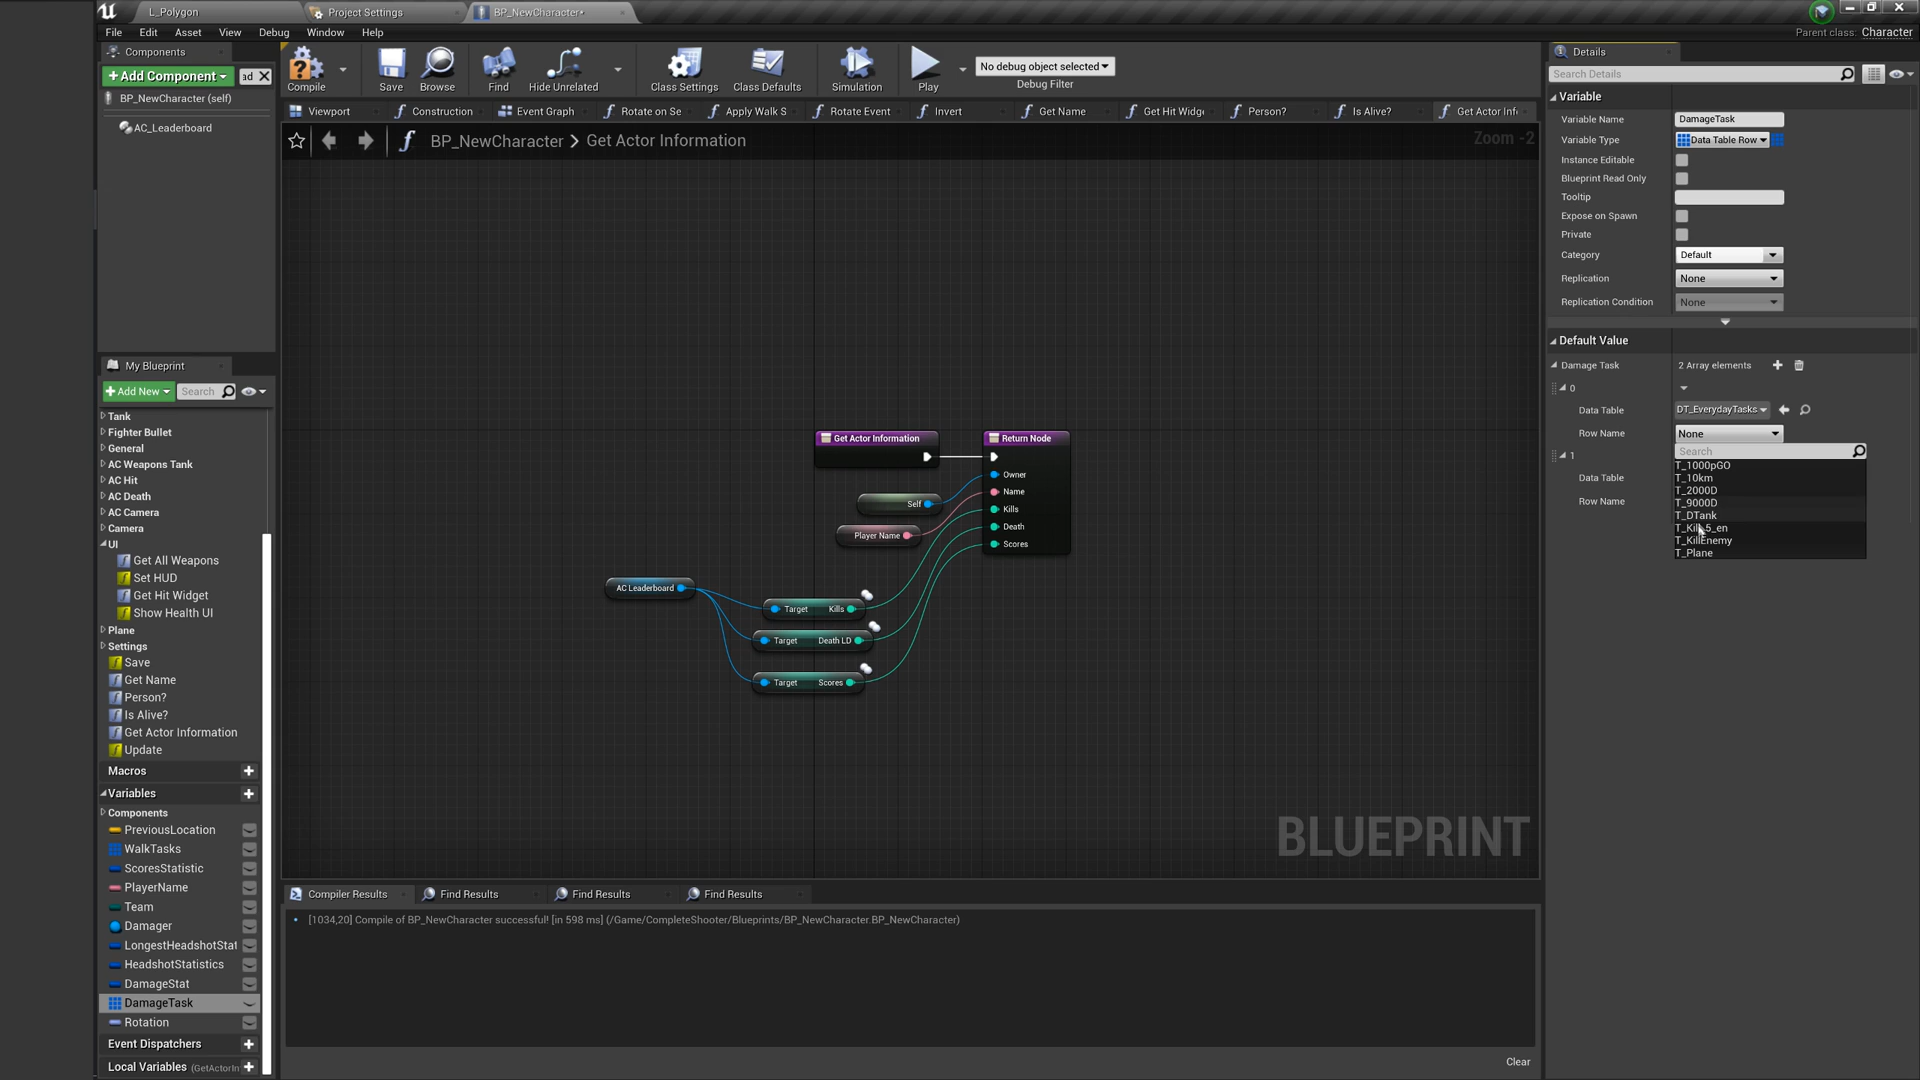 L_Polygon
Project Settings
BP_NewCharacter•
File Edit Asset View Debug Window Help
Parent class: Character
Components
+Add Component
ad
BP_NewCharacter (self)
AC_Leaderboard
Compile
Save
Browse
Find
Hide Unrelated
Class Settings
Class Defaults
Simulation
Play
No debug object selected
Debug Filter
Viewport
Construction
Event Graph
Rotate on Se
Apply Walk S
Rotate Event
Invert
Get Name
Get Hit Widg
Person?
Is Alive?
Get Actor Inf
BP_NewCharacter > Get Actor Information
Zoom -2
My Blueprint
+Add New
Search
Tank
Fighter Bullet
General
AC Weapons Tank
AC Hit
AC Death
AC Camera
Camera
UI
Get All Weapons
Set HUD
Get Hit Widget
Show Health UI
Plane
Settings
Save
Get Name
Person?
Is Alive?
Get Actor Information
Update
Macros
Variables
Components
PreviousLocation
WalkTasks
ScoresStatistic
PlayerName
Team
Damager
LongestHeadshotStat
HeadshotStatistics
DamageStat
DamageTask
Rotation
Event Dispatchers
Local Variables (GetActorIn
Get Actor Information
Return Node
Owner
Name
Kills
Death
Scores
Self
Player Name
AC Leaderboard
Target Kills
Target Death LD
Target Scores
BLUEPRINT
Compiler Results
Find Results
Find Results
Find Results
[1034,20] Compile of BP_NewCharacter successful! [in 598 ms] (/Game/CompleteShooter/Blueprints/BP_NewCharacter.BP_NewCharacter)
Clear
Details
Search Details
Variable
Variable Name DamageTask
Variable Type Data Table Row
Instance Editable
Blueprint Read Only
Tooltip
Expose on Spawn
Private
Category Default
Replication None
Replication Condition None
Default Value
Damage Task 2 Array elements
0
Data Table DT_EverydayTasks
Row Name None
Search
1
T_1000pGO
T_10km
Data Table
T_2000D
Row Name
T_9000D
T_DTank
T_KillEnemy
T_Plane